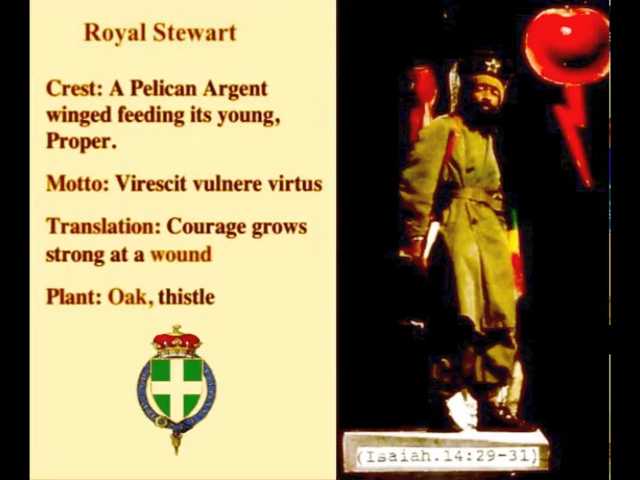 Royal Stewart
Crest: A Pelican Argent
winged feeding its young,
Proper.
Motto: Virescit vulnere virtus
Translation: Courage grows
strong at a wound
Plant: Oak, thistle
(Isaiah.14:29-31)